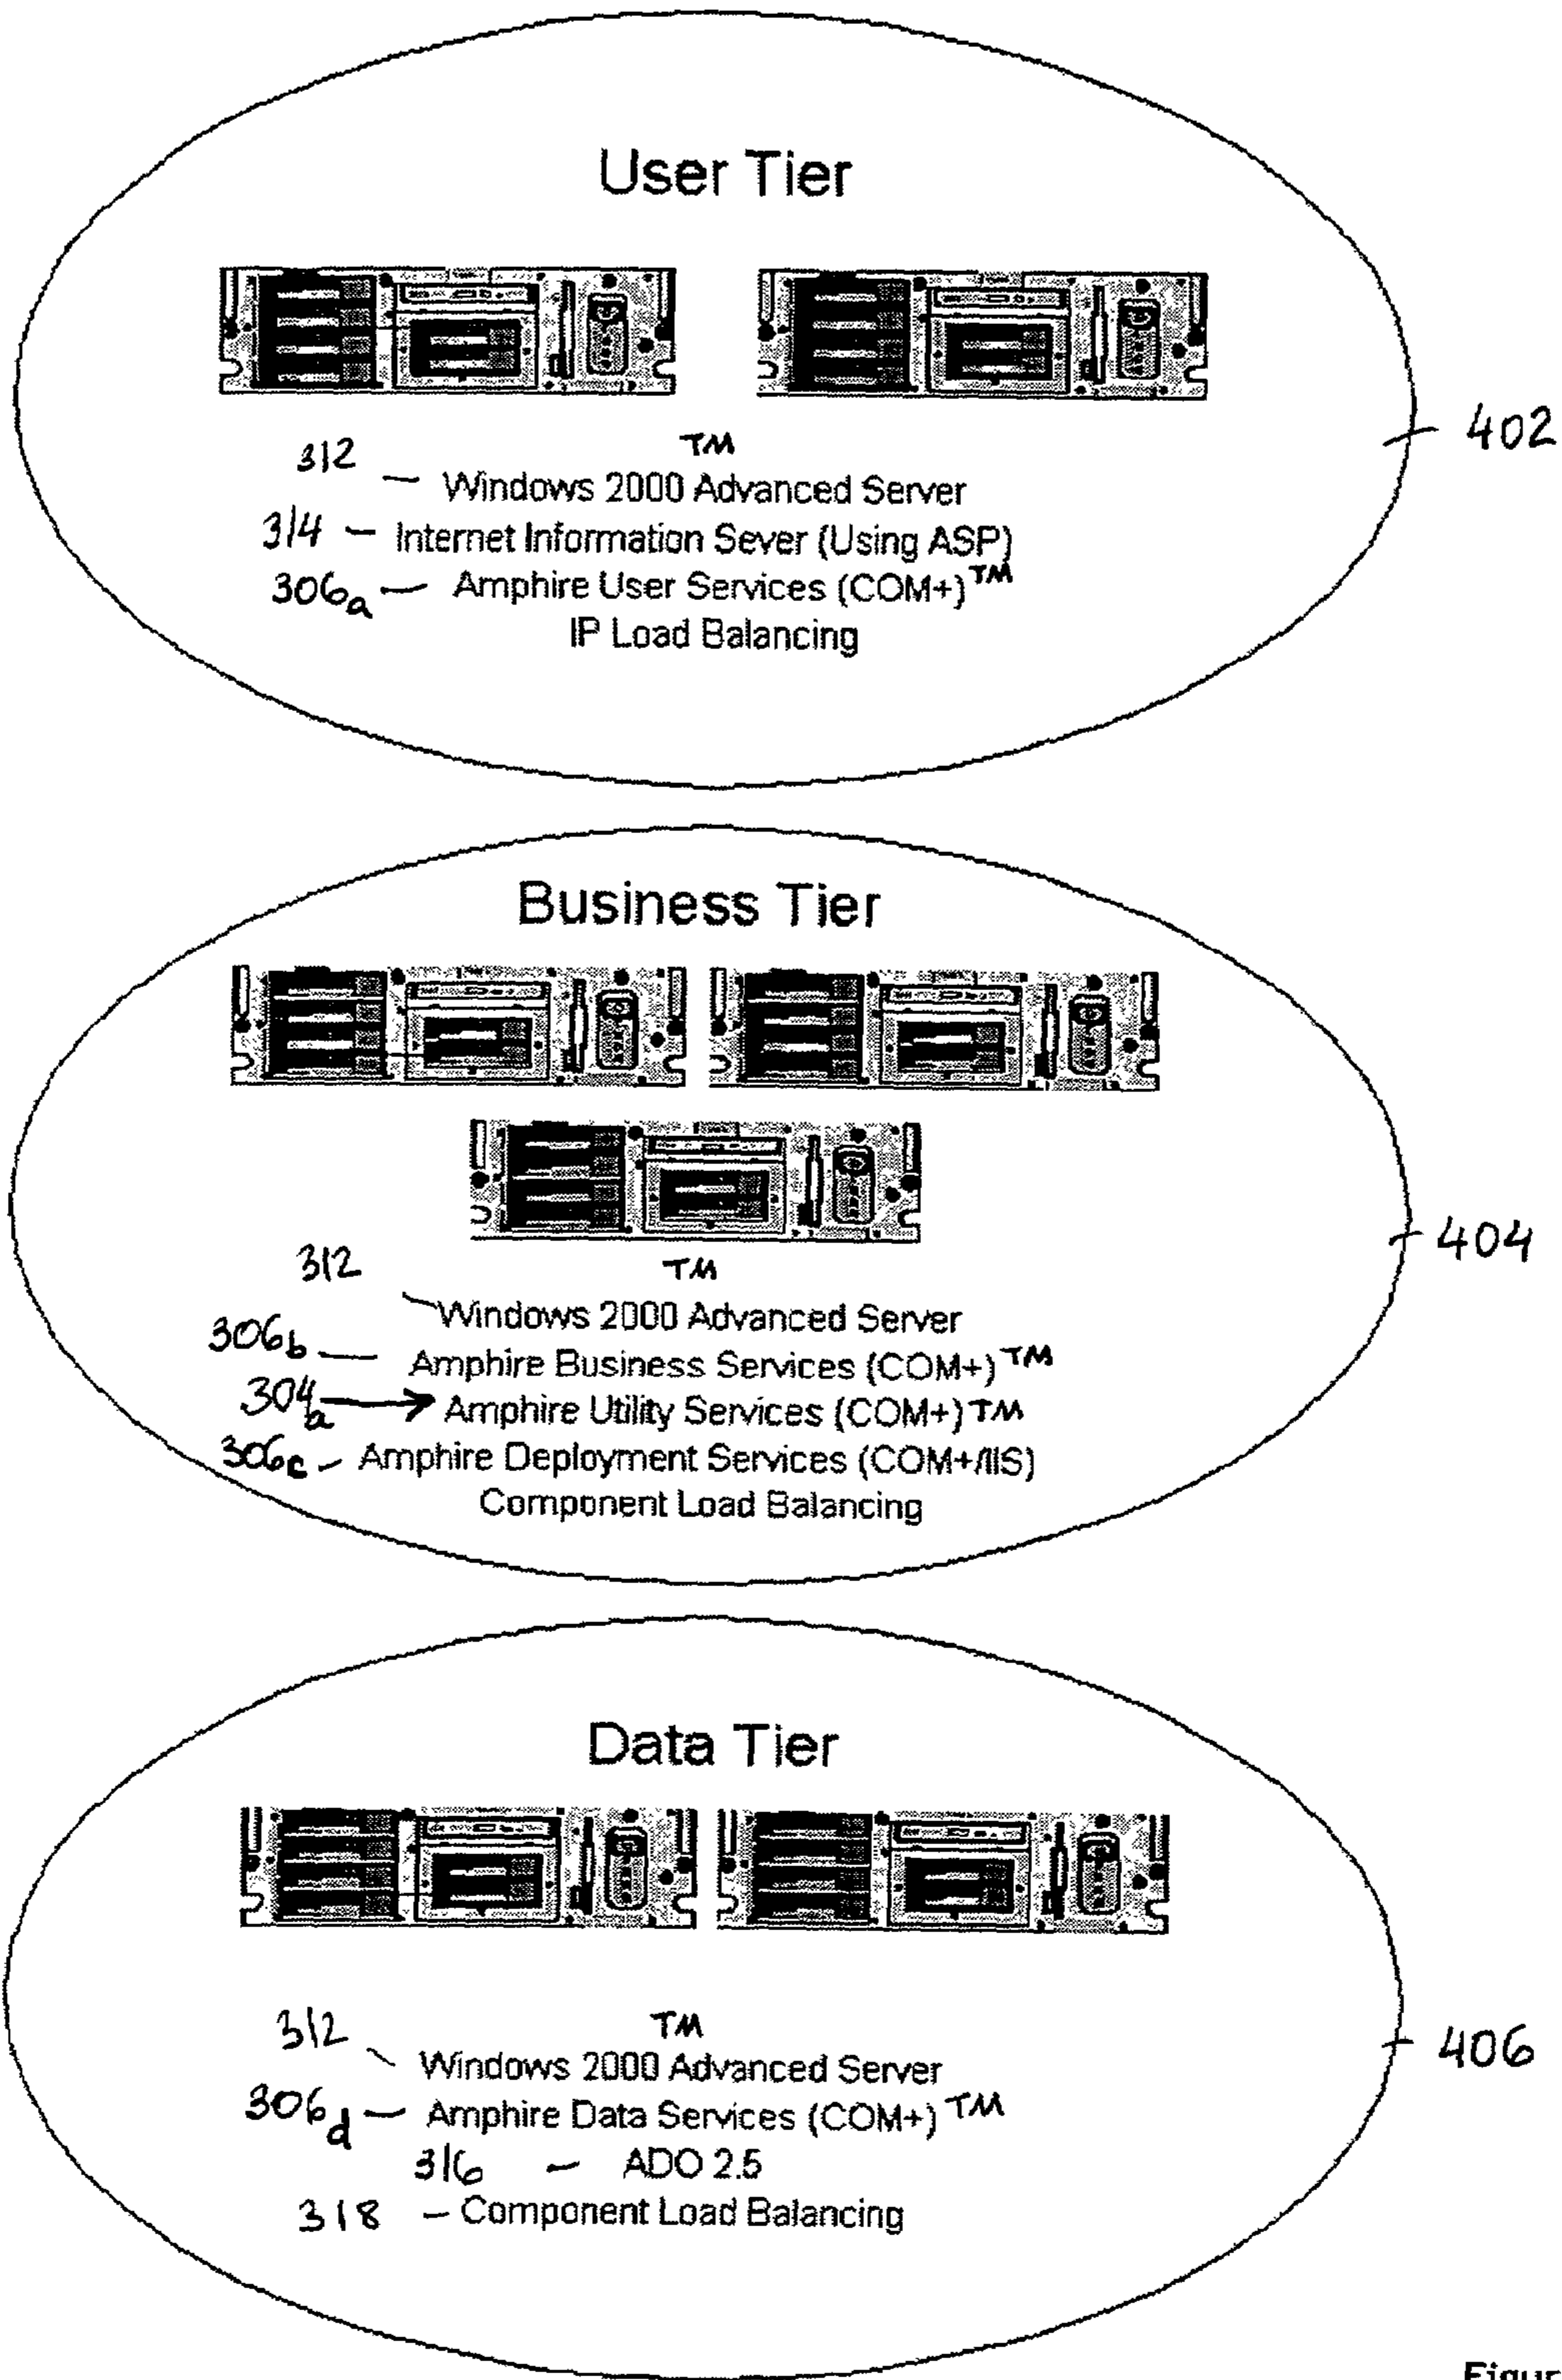 User Tier
402
312
TM
Windows 2000 Advanced Server
314 Internet Information Sever (Using ASP)
306a Amphire User Services (COM+) TM
IP Load Balancing
Business Tier
404
312
TM
Windows 2000 Advanced Server
306b Amphire Business Services (COM+) TM
304a Amphire Utility Services (COM+) TM
306c Amphire Deployment Services (COM+/IIS)
Component Load Balancing
Data Tier
312
TM
406
Windows 2000 Advanced Server
306d Amphire Data Services (COM+) TM
316 - ADO 2.5
318 - Component Load Balancing